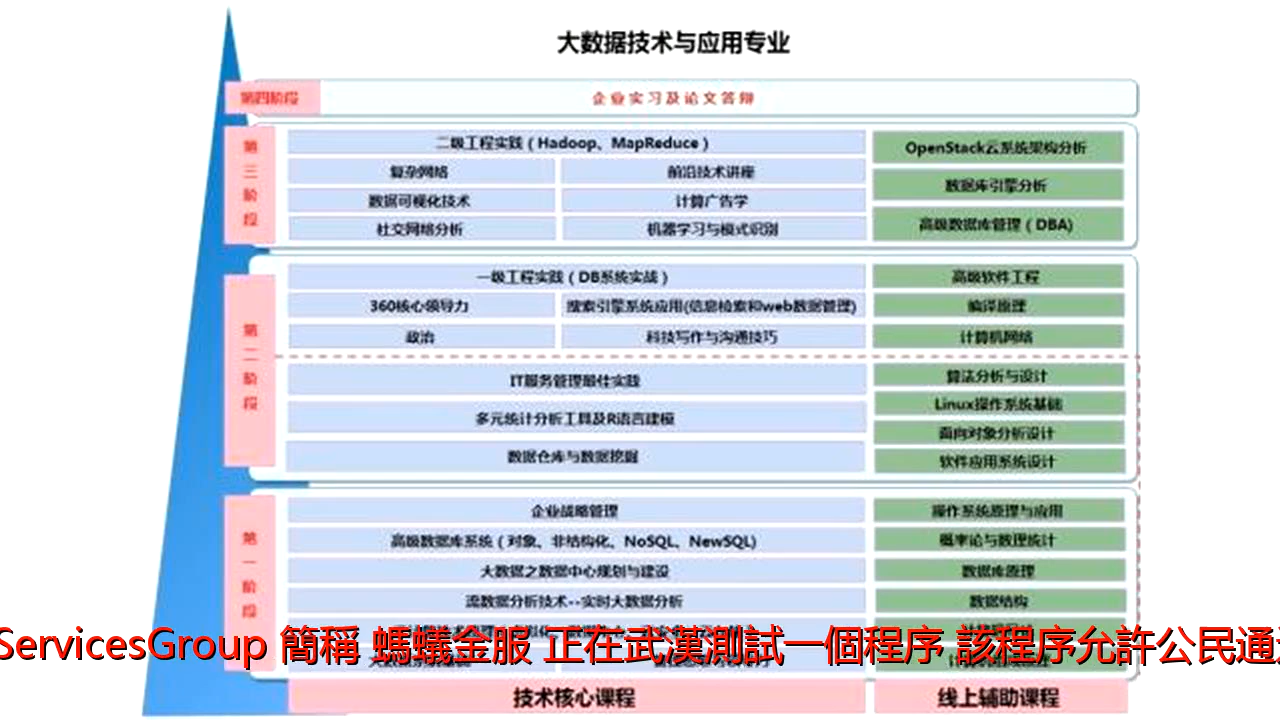 大数据技术与应用专业
第四阶段
企业实习及论文答辩
第三阶段
二级工程实践（Hadoop、MapReduce）
复杂网络
前沿技术讲座
数据可视化技术
计算广告学
社交网络分析
机器学习与模式识别
OpenStack云系统架构分析
数据库引擎分析
高级数据库管理（DBA)
第二阶段
一级工程实践（DB系统实战）
360核心领导力
搜索引擎系统应用(信息检索和web数据管理)
政治
科技写作与沟通技巧
IT服务管理最佳实践
多元统计分析工具及R语言建模
数据仓库与数据挖掘
高级软件工程
编译原理
计算机网络
算法分析与设计
Linux操作系统基础
面向对象分析设计
软件应用系统设计
第一阶段
企业战略管理
高级数据库系统（对象、非结构化、NoSQL、NewSQL)
大数据之数据中心规划与建设
流数据分析技术--实时大数据分析
操作系统原理与应用
概率论与数理统计
数据库原理
数据结构
ServicesGroup 簡稱 螞蟻金服 正在武漢測試一個程序 該程序允許公民通
技术核心课程
线上辅助课程